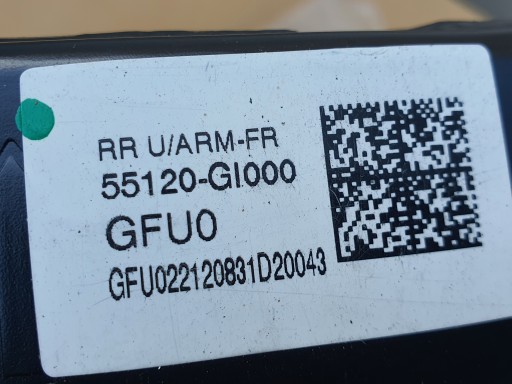 RR U/ARM-FR
55120-GI000
GFU0
GFU022120831D20043